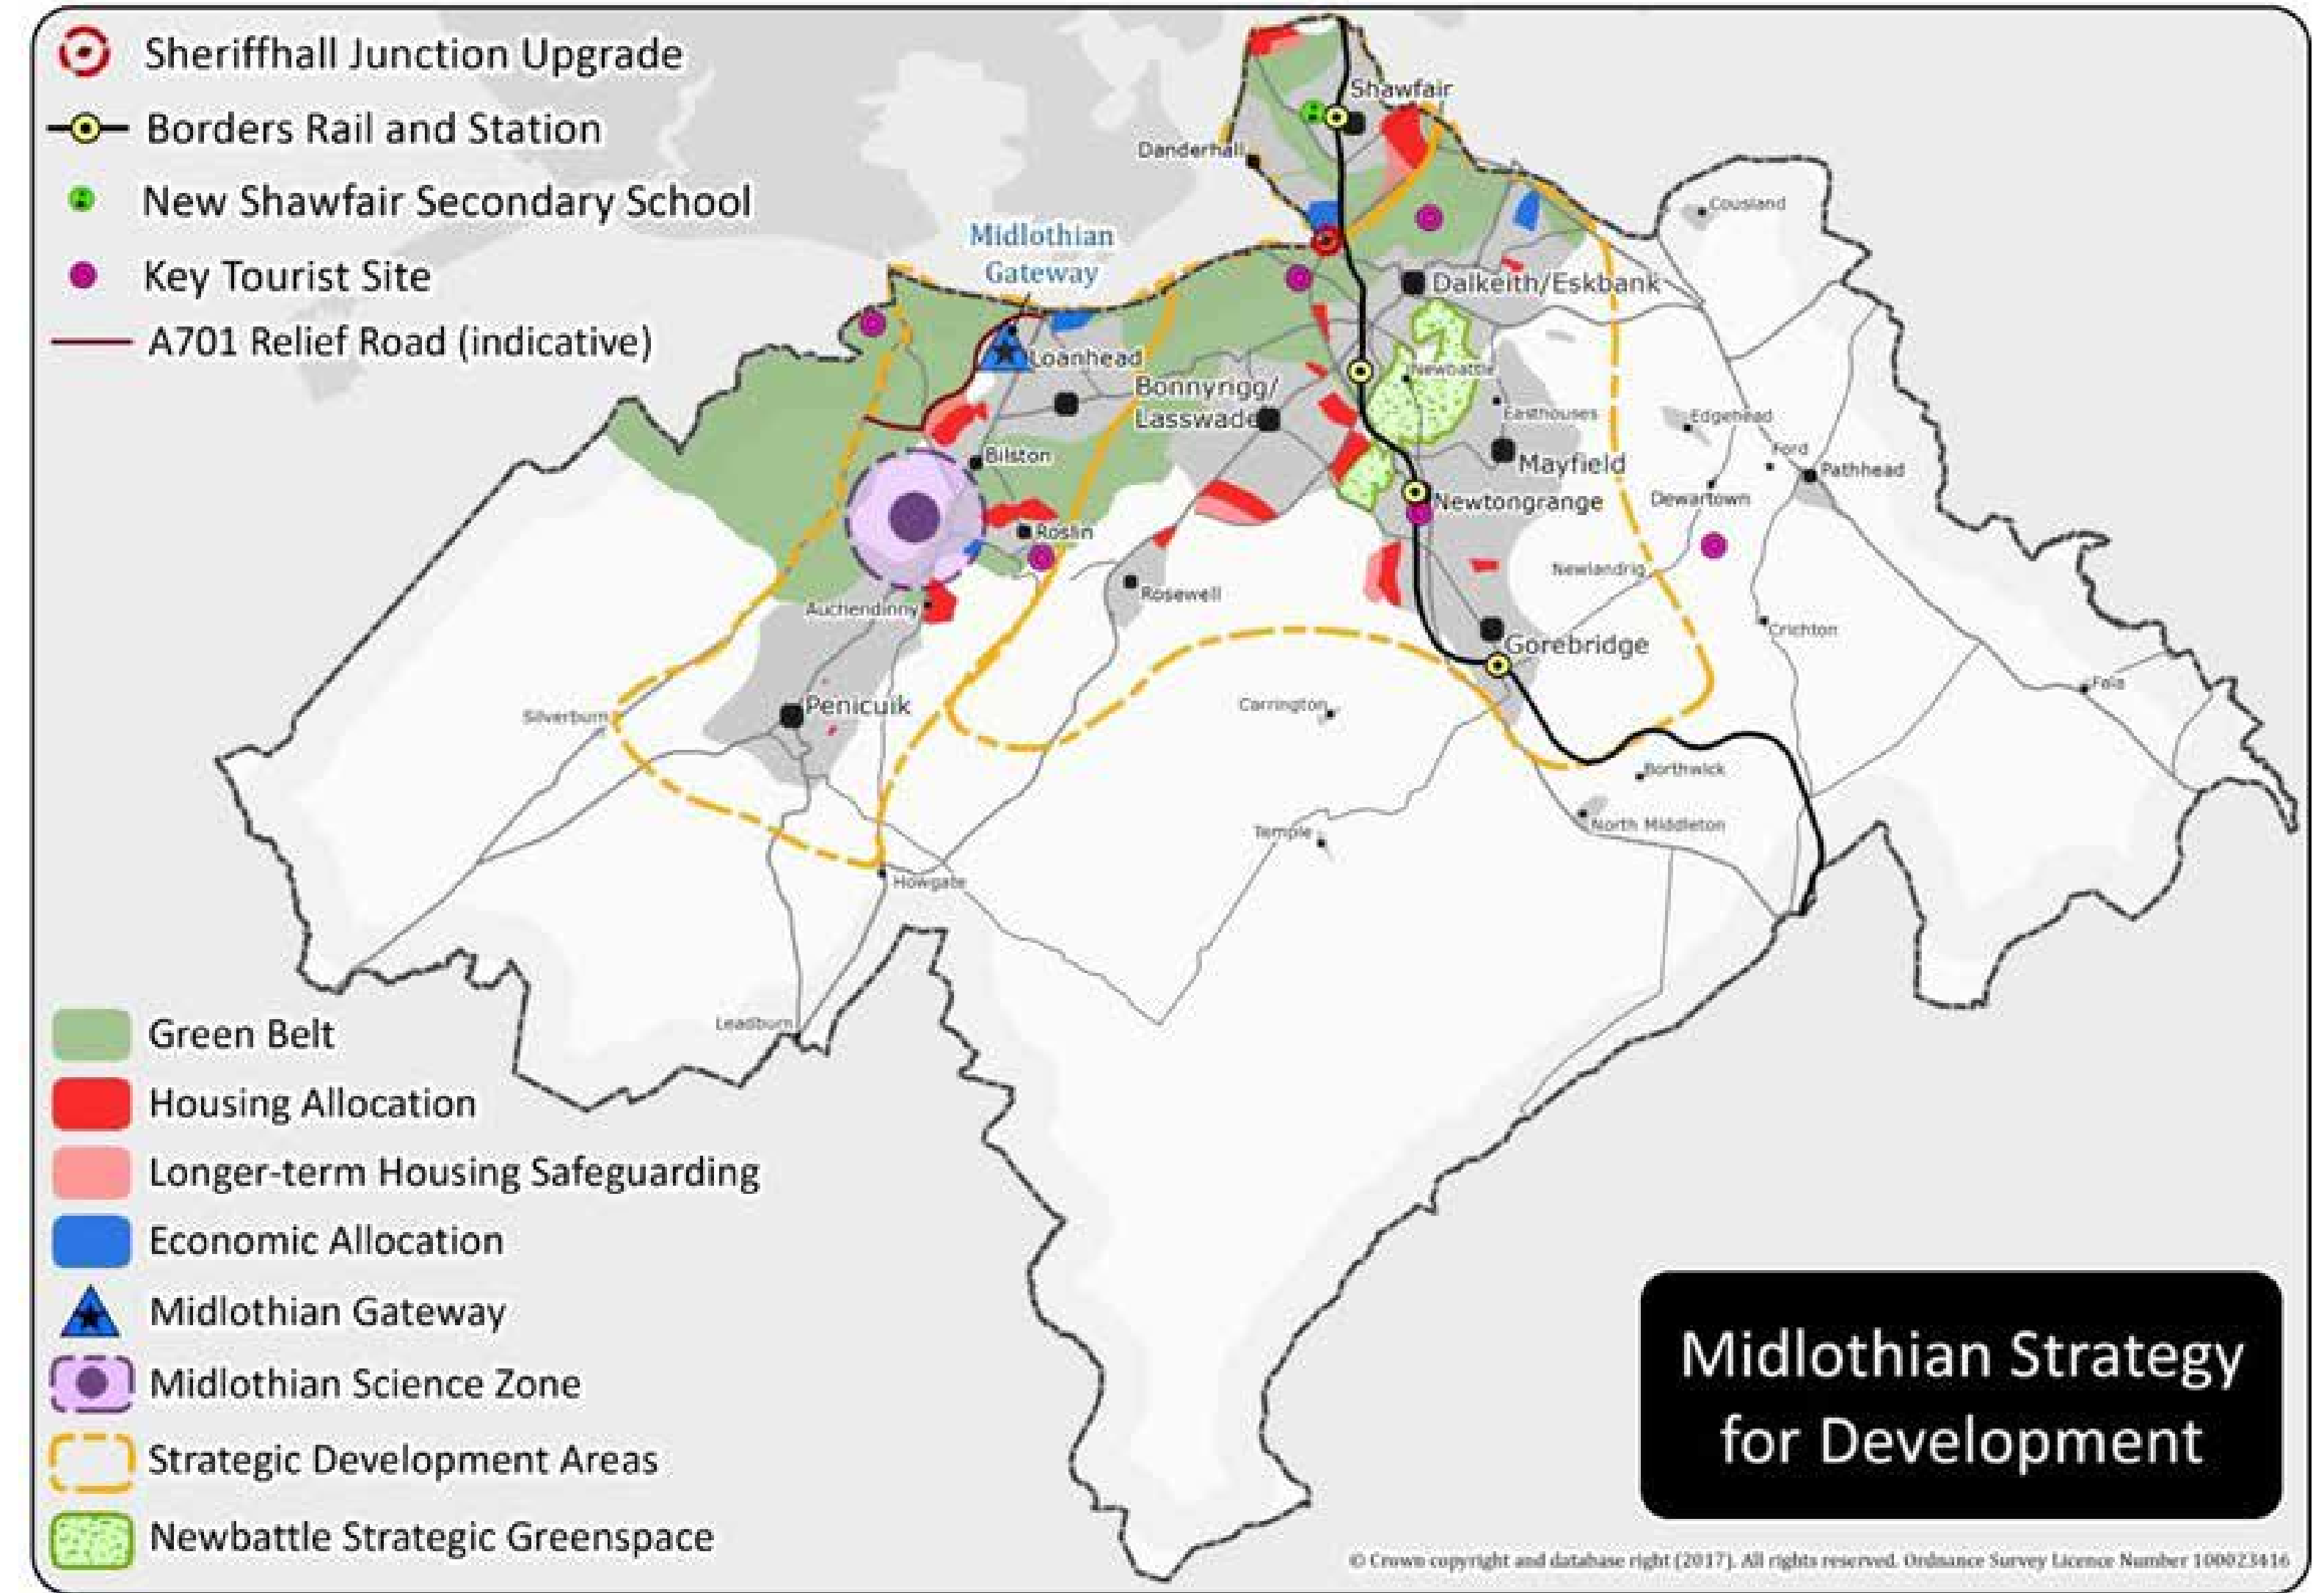 Sheriffhall Junction Upgrade
Borders Rail and Station
New Shawfair Secondary School
Key Tourist Site
A701 Relief Road (indicative)
Shawfair
Danderhall
Cousland
Midlothian
Gateway
Dalkeith/Eskbank
Loanhead
Newbattle
Bonnyrigg/
Lasswade
Easthouses
Edgehead
Ford
Bilston
Mayfield
Pathhead
Dewartown
Newtongrange
Roslin
Newlandrig
Rosewell
Auchendinny
Crichton
Gorebridge
Fala
Penicuik
Carrington
Silverburn
Borthwick
North Middleton
Temple
Howgate
Leadburn
Green Belt
Housing Allocation
Longer-term Housing Safeguarding
Economic Allocation
Midlothian Gateway
Midlothian Science Zone
Strategic Development Areas
Newbattle Strategic Greenspace
Midlothian Strategy
for Development
© Crown copyright and database right (2017). All rights reserved. Ordnance Survey Licence Number 100023416